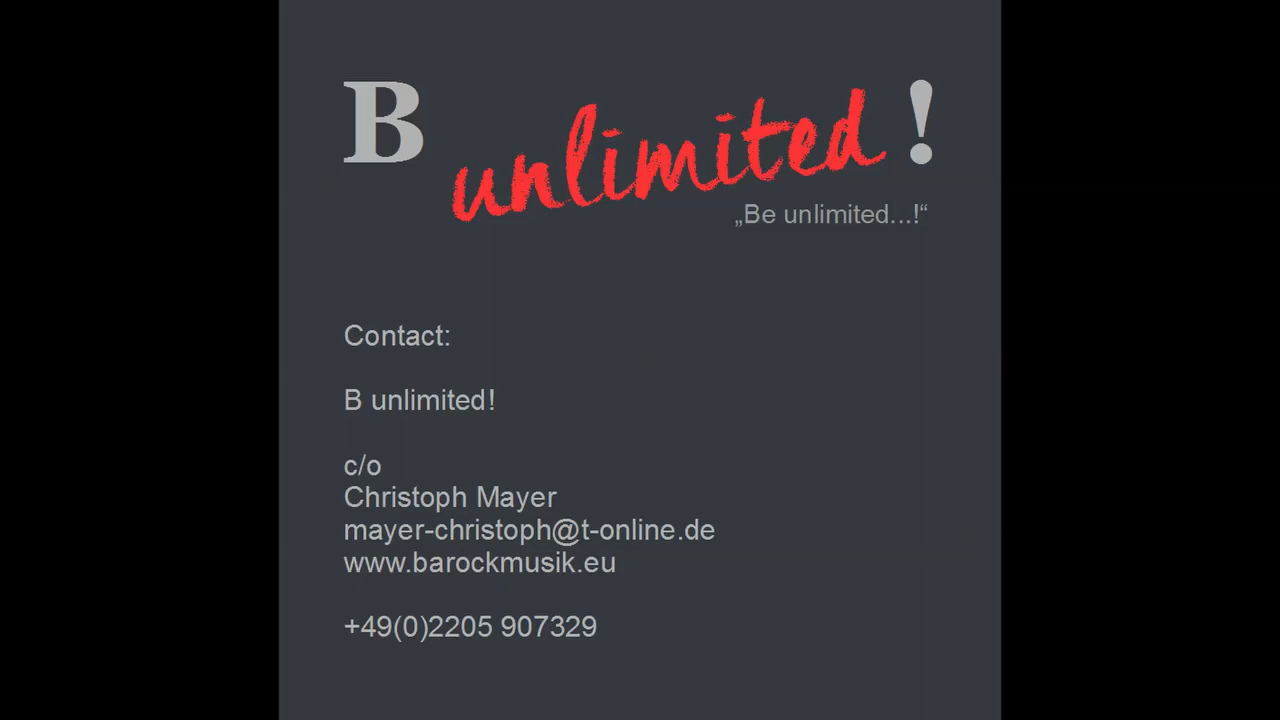 B unlimited !
„Be unlimited...!“
Contact:
B unlimited!
c/o
Christoph Mayer
mayer-christoph@t-online.de
www.barockmusik.eu
+49(0)2205 907329